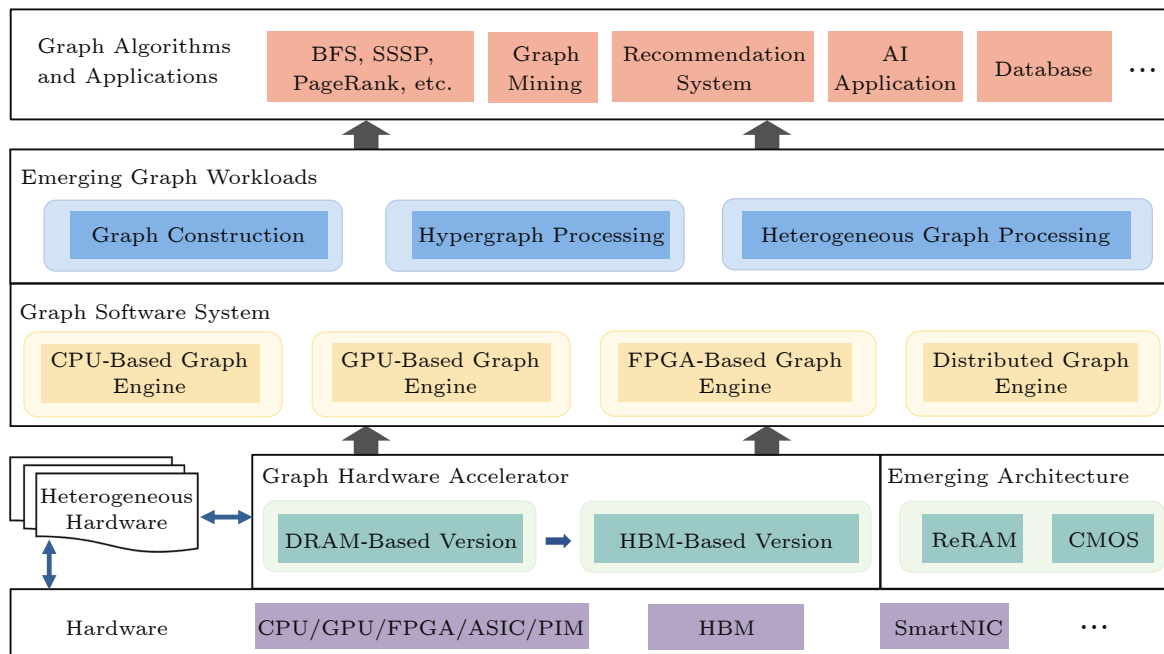 Graph Algorithms
and Applications
BFS, SSSP,
PageRank, etc.
Graph
Mining
Recommendation
System
AI
Application
Database
...
Emerging Graph Workloads
Graph Construction
Hypergraph Processing
Heterogeneous Graph Processing
Graph Software System
CPU-Based Graph
Engine
GPU-Based Graph
Engine
FPGA-Based Graph
Engine
Distributed Graph
Engine
Heterogeneous
Hardware
Graph Hardware Accelerator
DRAM-Based Version
HBM-Based Version
Emerging Architecture
ReRAM
CMOS
Hardware
CPU/GPU/FPGA/ASIC/PIM
HBM
SmartNIC
...